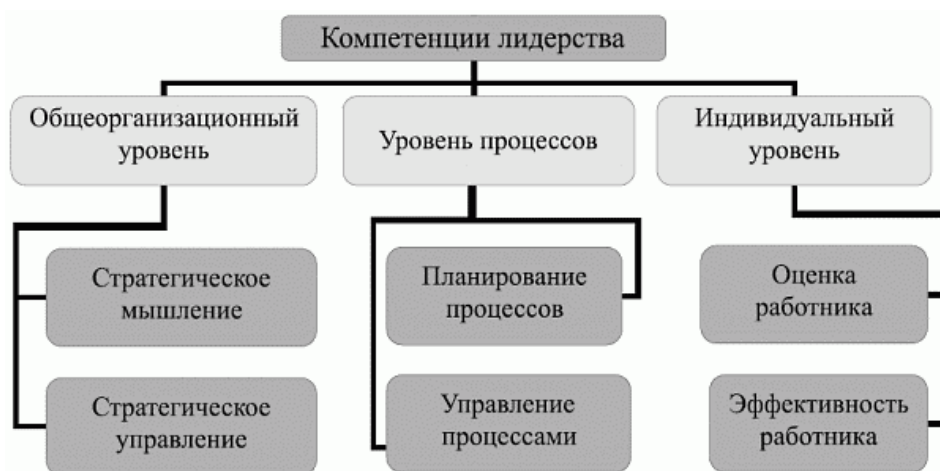 Компетенции лидерства
Общеорганизационный
уровень
Уровень процессов
Индивидуальный
уровень
Стратегическое
мышление
Планирование
процессов
Оценка
работника
Стратегическое
управление
Управление
процессами
Эффективность
работника